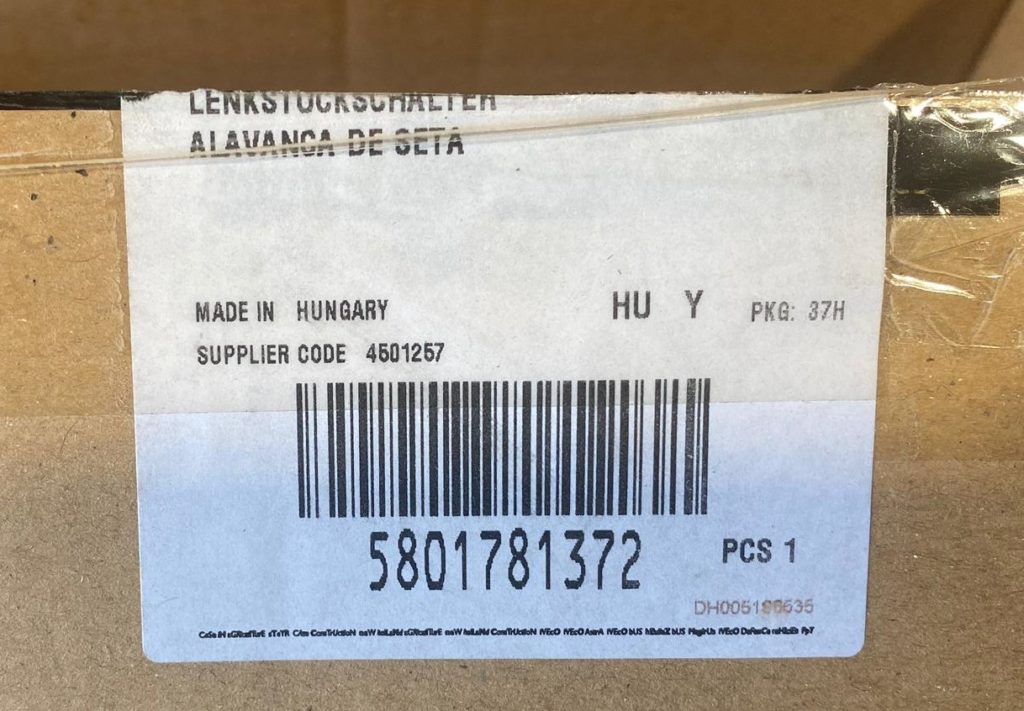 LENKSTOCKSCHALTER
ALAVANCA DE SETA
MADE IN HUNGARY HU Y PKG: 37H
SUPPLIER CODE 4501257
5801781372 PCS 1